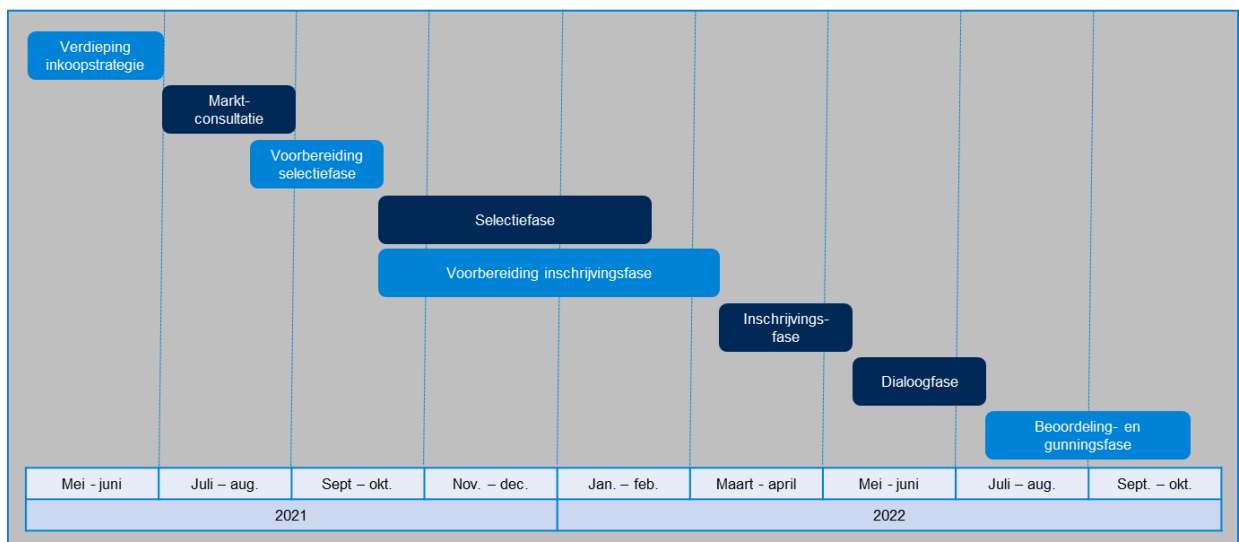 Verdieping
inkoopstrategie
Markt-
consultatie
Voorbereiding
selectiefase
Selectiefase
Voorbereiding inschrijvingsfase
Inschrijvings-
fase
Dialoogfase
Beoordeling- en
gunningsfase
Mei - juni
Juli – aug.
Sept – okt.
Nov. – dec.
Jan. – feb.
Maart - april
Mei - juni
Juli – aug.
Sept. – okt.
2021
2022